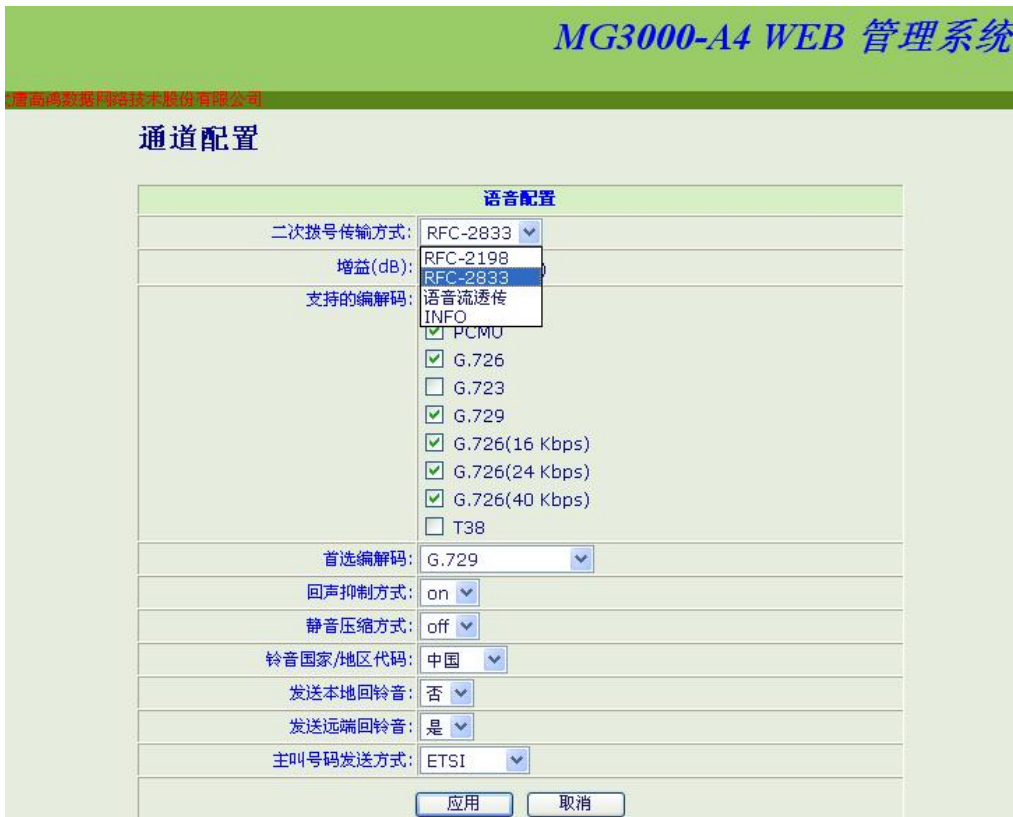 MG3000-A4 WEB 管理系统
唐高鸿数据网络技术股份有限公司
通道配置
语音配置
二次拨号传输方式: RFC-2833
RFC-2198
RFC-2833
语音流透传
INFO
增益(dB): )
支持的编解码:
PCMU
G.726
G.723
G.729
G.726(16 Kbps)
G.726(24 Kbps)
G.726(40 Kbps)
T38
首选编解码: G.729
回声抑制方式: on
静音压缩方式: off
铃音国家/地区代码: 中国
发送本地回铃音: 否
发送远端回铃音: 是
主叫号码发送方式: ETSI
应用 取消